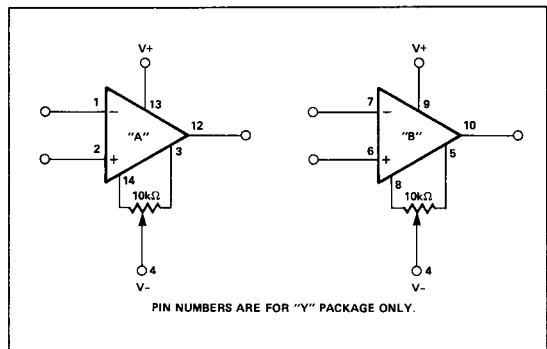 V+
V+
1
−
13
7
−
9
"A"
12
"B"
10
2
+
3
6
+
5
14
8
10kΩ
10kΩ
4
4
V−
V−
PIN NUMBERS ARE FOR "Y" PACKAGE ONLY.